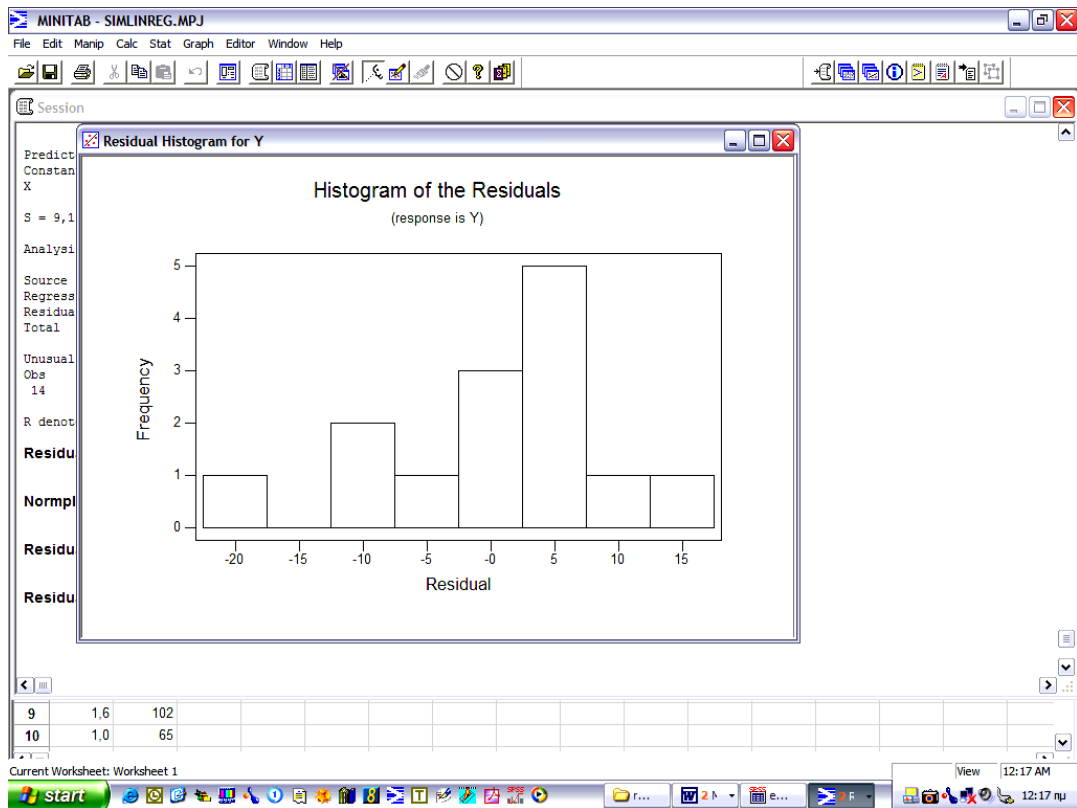 MINITAB - SIMLINREG.MPJ
File Edit Manip Calc Stat Graph Editor Window Help
Session
Predict
Constan
X
S = 9,1
Analysi
Source
Regress
Residua
Total
Unusual
Obs
14
R denot
Residu
Normpl
Residu
Residu
Residual Histogram for Y
Histogram of the Residuals
(response is Y)
5
4
3
2
1
0
Frequency
-20 -15 -10 -5 -0 5 10 15
Residual
9 1,6 102
10 1,0 65
Current Worksheet: Worksheet 1
View 12:17 AM
start
r...
2
e...
2
12:17 πμ